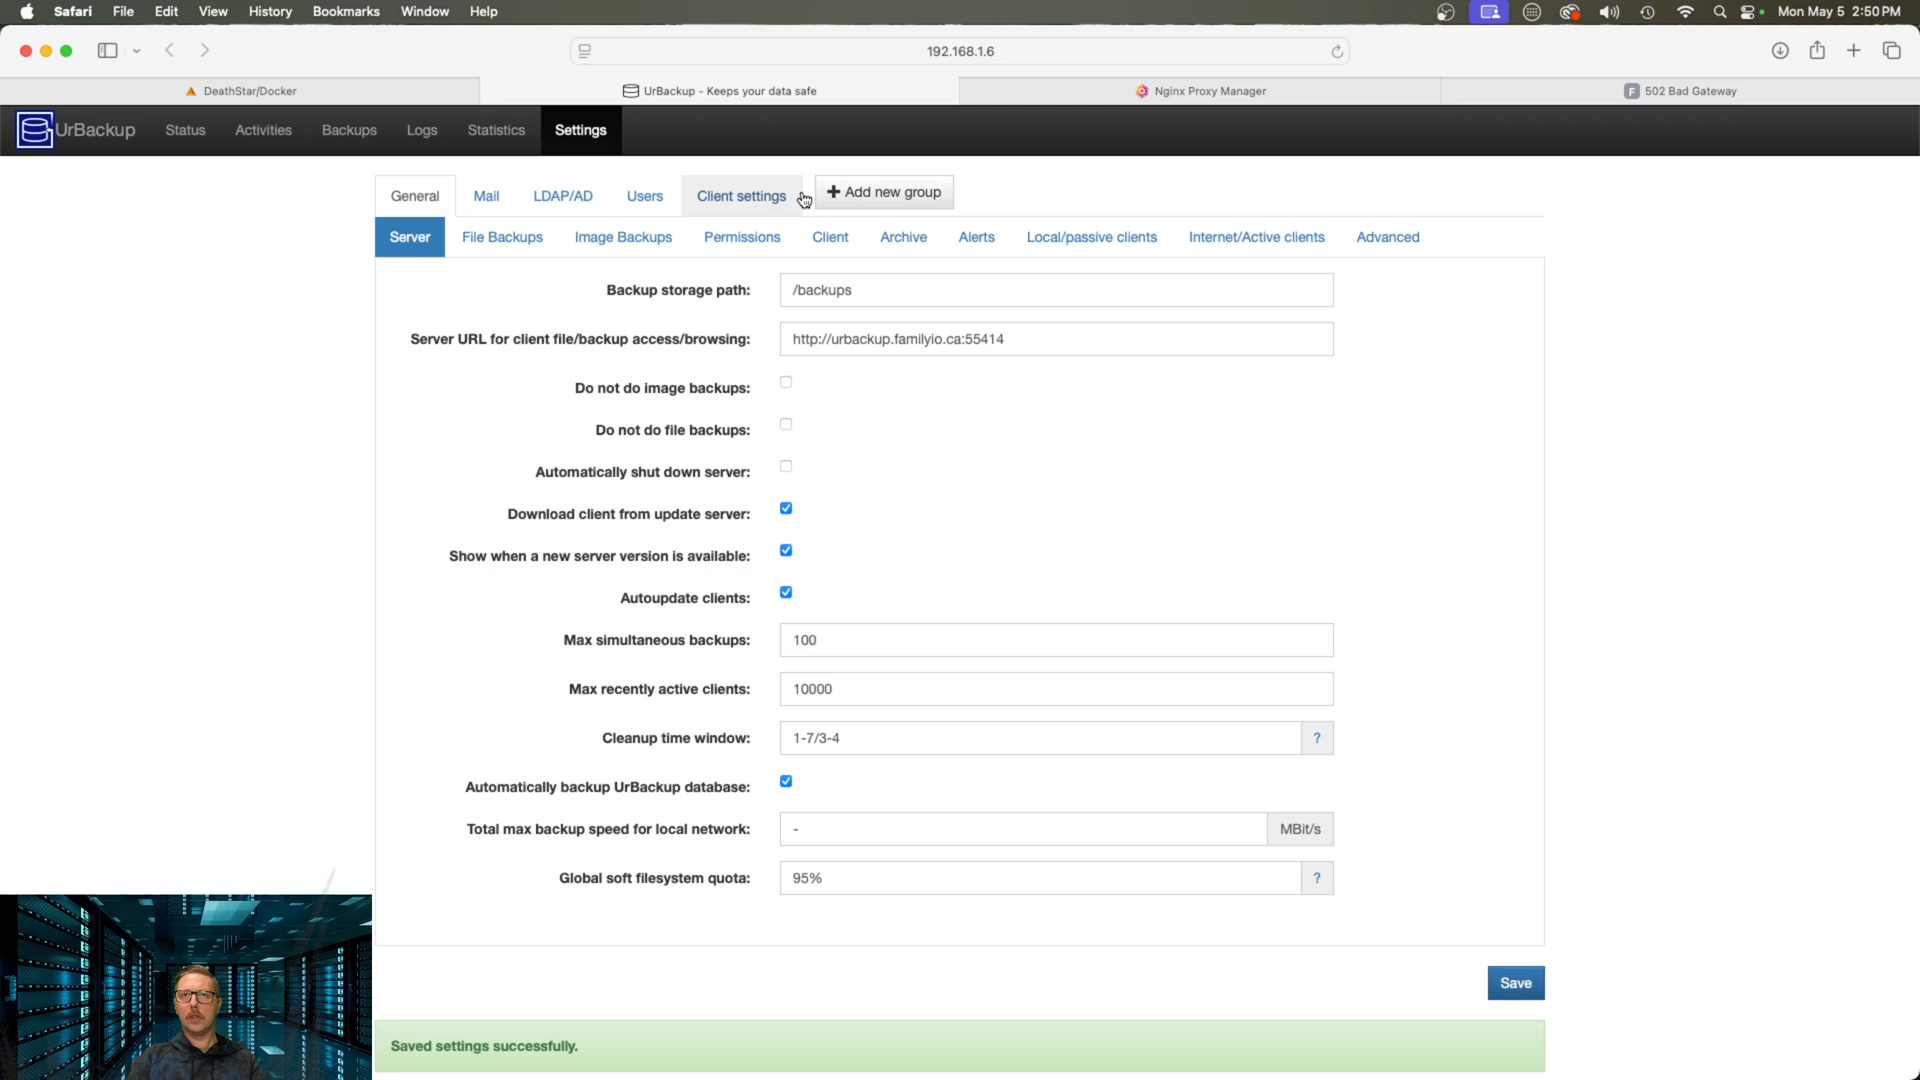 Safari File Edit View History Bookmarks Window Help Mon May 5 2:50 PM
192.168.1.6
DeathStar/Docker UrBackup - Keeps your data safe Nginx Proxy Manager F 502 Bad Gateway
UrBackup Status Activities Backups Logs Statistics Settings
General Mail LDAP/AD Users Client settings + Add new group
Server File Backups Image Backups Permissions Client Archive Alerts Local/passive clients Internet/Active clients Advanced
Backup storage path: /backups
Server URL for client file/backup access/browsing: http://urbackup.familyio.ca:55414
Do not do image backups:
Do not do file backups:
Automatically shut down server:
Download client from update server:
Show when a new server version is available:
Autoupdate clients:
Max simultaneous backups: 100
Max recently active clients: 10000
Cleanup time window: 1-7/3-4 ?
Automatically backup UrBackup database:
Total max backup speed for local network: - MBit/s
Global soft filesystem quota: 95% ?
Save
Saved settings successfully.